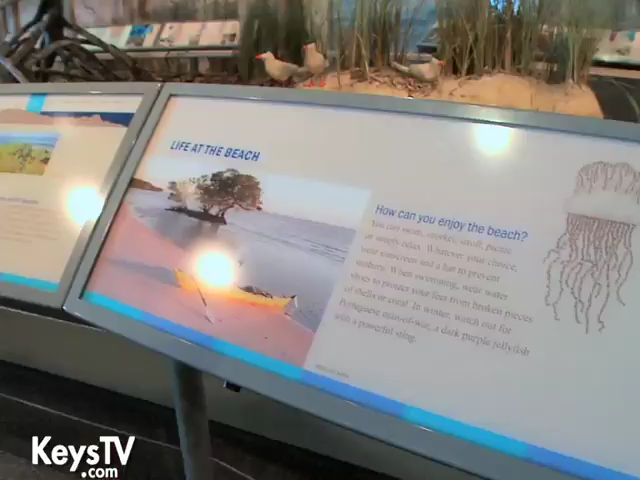 LIFE AT THE BEACH
How can you enjoy the beach?
You can swim, snorkel, stroll, picnic
or simply relax. Whatever your choice,
wear sunscreen and a hat to prevent
sunburn. When swimming, wear water
shoes to protect your feet from broken pieces
of shells or coral. In winter, watch out for
Portuguese man-of-war, a dark purple jellyfish
with a powerful sting.
KeysTV
.com